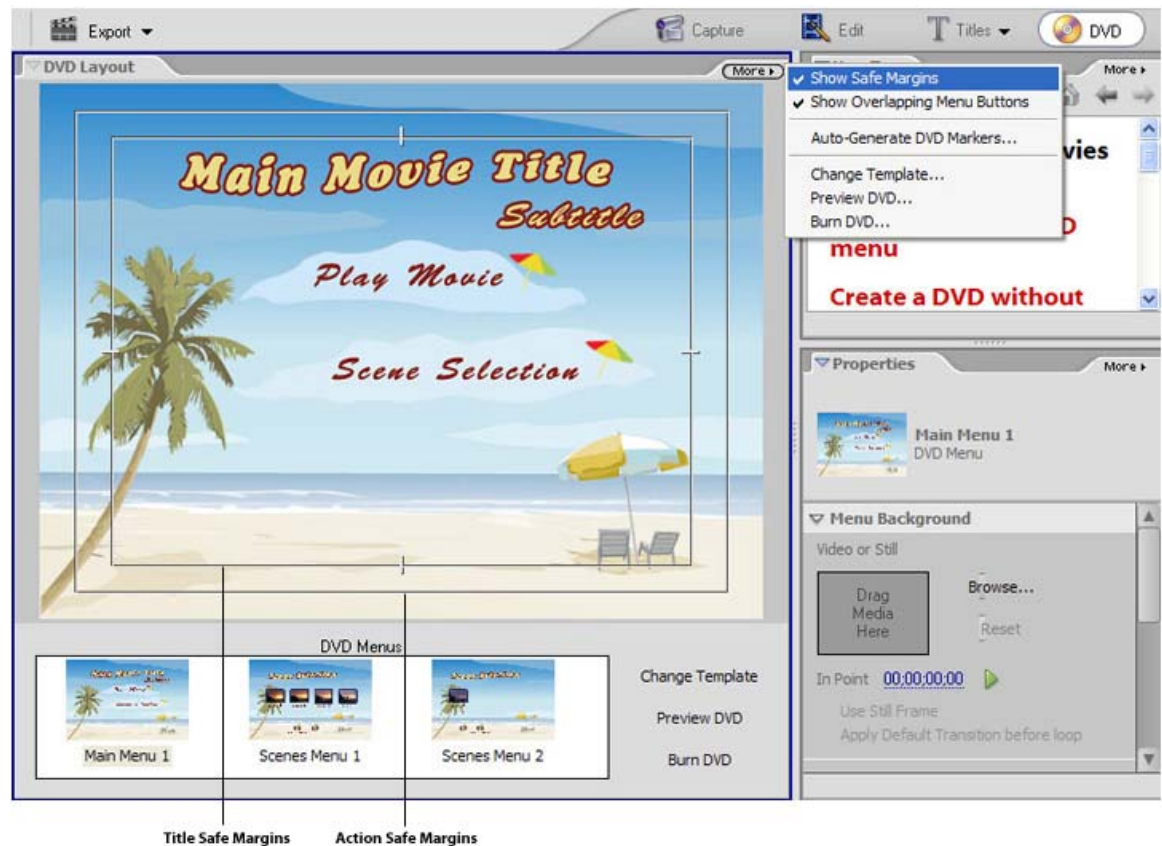 Export
Capture
Edit
Titles
DVD
DVD Layout
More
Show Safe Margins
Show Overlapping Menu Buttons
Auto-Generate DVD Markers...
Change Template...
Preview DVD...
Burn DVD...
More
vies
D
menu
Create a DVD without
Main Movie Title
Subtitle
Play Movie
Scene Selection
Properties
More
Main Menu 1
DVD Menu
Menu Background
Video or Still
Drag
Media
Here
Browse...
Reset
In Point 00;00;00;00
Use Still Frame
Apply Default Transition before loop
DVD Menus
Main Menu 1
Scenes Menu 1
Scenes Menu 2
Change Template
Preview DVD
Burn DVD
Title Safe Margins
Action Safe Margins